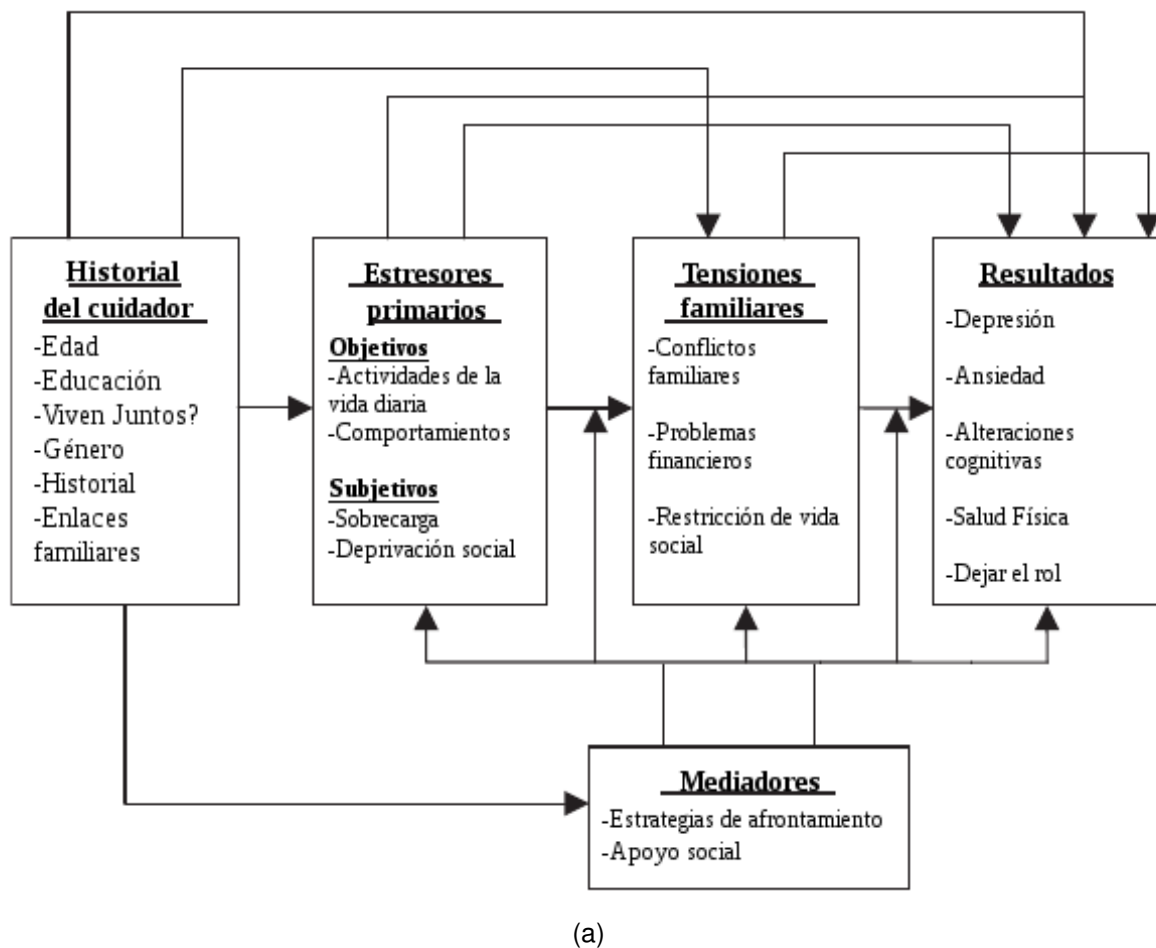 Historial
del cuidador
-Edad
-Educación
-Viven Juntos?
-Género
-Historial
-Enlaces
familiares
Estresores
primarios
Objetivos
-Actividades de la
vida diaria
-Comportamientos
Subjetivos
-Sobrecarga
-Deprivación social
Tensiones
familiares
-Conflictos
familiares
-Problemas
financieros
-Restricción de vida
social
Resultados
-Depresión
-Ansiedad
-Alteraciones
cognitivas
-Salud Física
-Dejar el rol
Mediadores
-Estrategias de afrontamiento
-Apoyo social
(a)